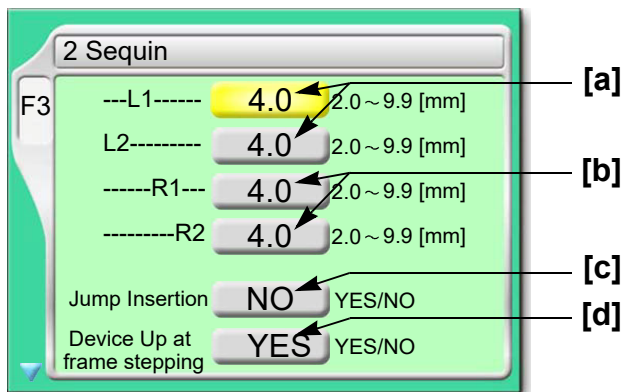 2 Sequin
[a]
F3
---L1------ 4.0 2.0～9.9 [mm]
L2--------- 4.0 2.0～9.9 [mm]
[b]
------R1--- 4.0 2.0～9.9 [mm]
---------R2 4.0 2.0～9.9 [mm]
[c]
Jump Insertion NO YES/NO
[d]
Device Up at
frame stepping YES YES/NO